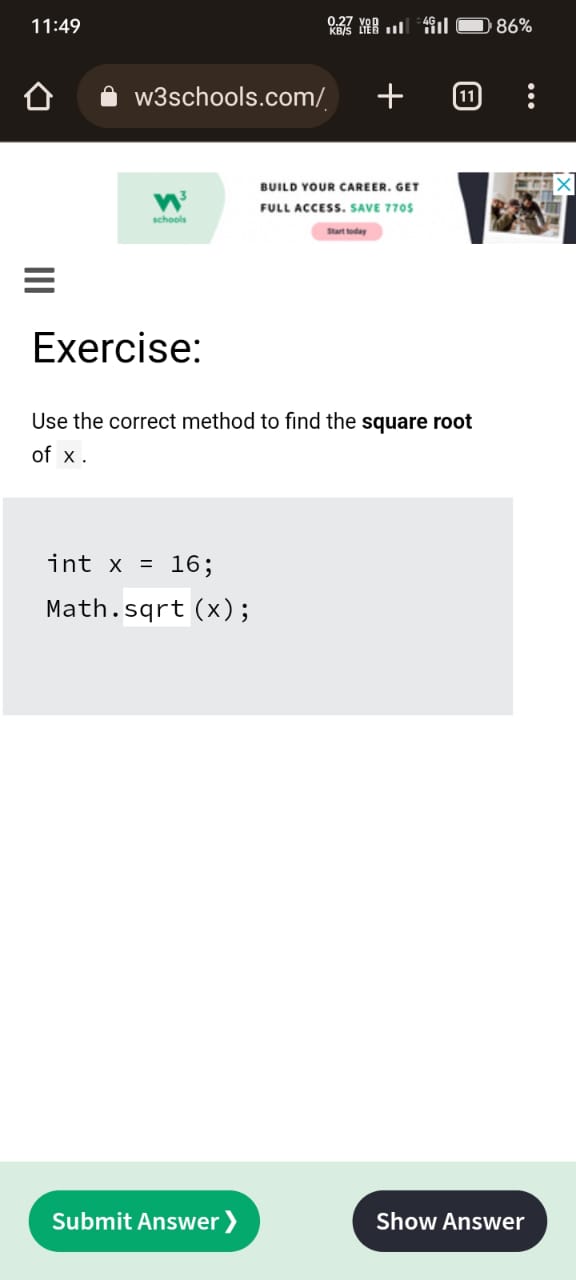 11:49
0.27 KB/S
4G
86%
w3schools.com/
11
W3 schools
BUILD YOUR CAREER. GET
FULL ACCESS. SAVE 770$
Start today
Exercise:
Use the correct method to find the square root
of x.
int x = 16;
Math.sqrt(x);
Submit Answer ❯
Show Answer